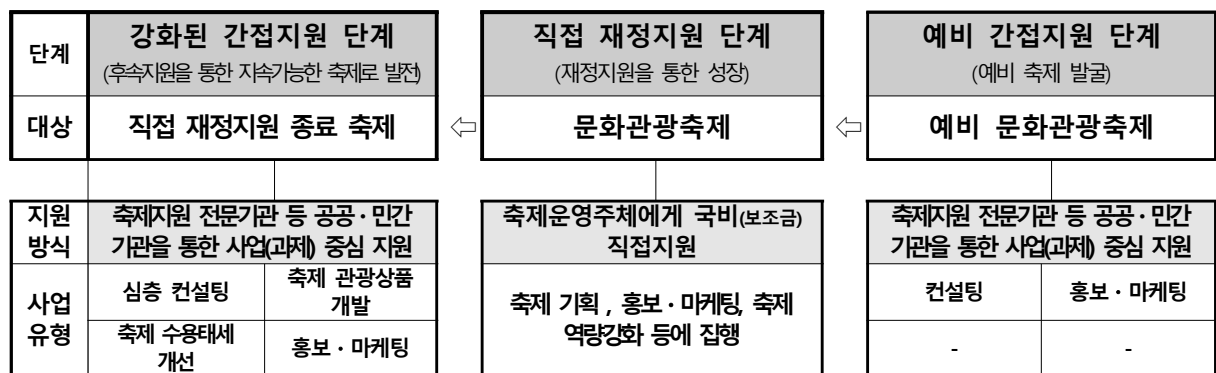 단계
강화된 간접지원 단계
(후속지원을 통한 지속가능한 축제로 발전)
직접 재정지원 단계
(재정지원을 통한 성장)
예비 간접지원 단계
(예비 축제 발굴)
대상
직접 재정지원 종료 축제
⇦
문화관광축제
⇦
예비 문화관광축제
지원
방식
축제지원 전문기관 등 공공·민간
기관을 통한 사업(과제) 중심 지원
축제운영주체에게 국비(보조금)
직접지원
축제지원 전문기관 등 공공·민간
기관을 통한 사업(과제) 중심 지원
사업
유형
심층 컨설팅
축제 관광상품
개발
축제 수용태세
개선
홍보·마케팅
축제 기획, 홍보·마케팅, 축제
역량강화 등에 집행
컨설팅
홍보·마케팅
-
-